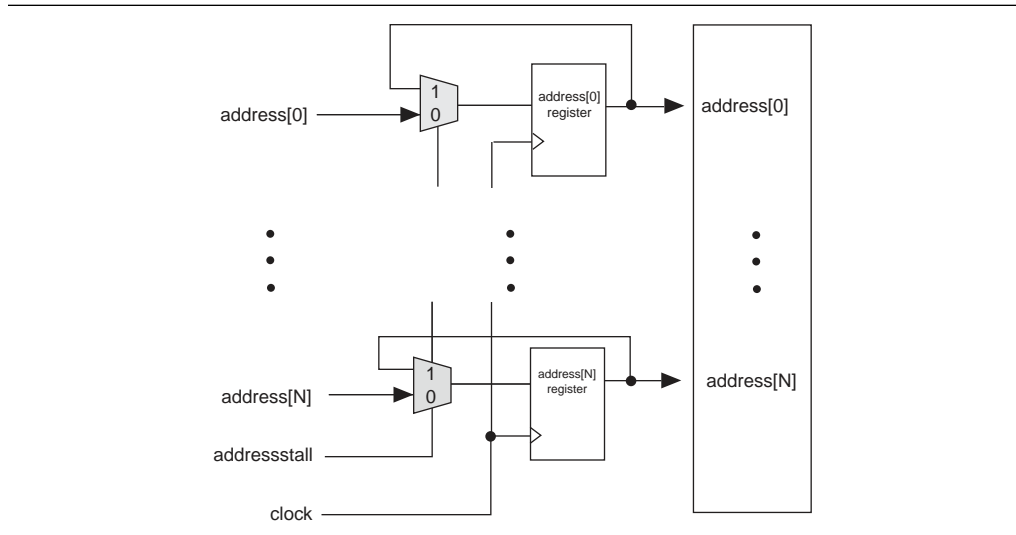 1
0
address[0]
address[0]
register
address[0]
1
0
address[N]
address[N]
register
address[N]
addressstall
clock